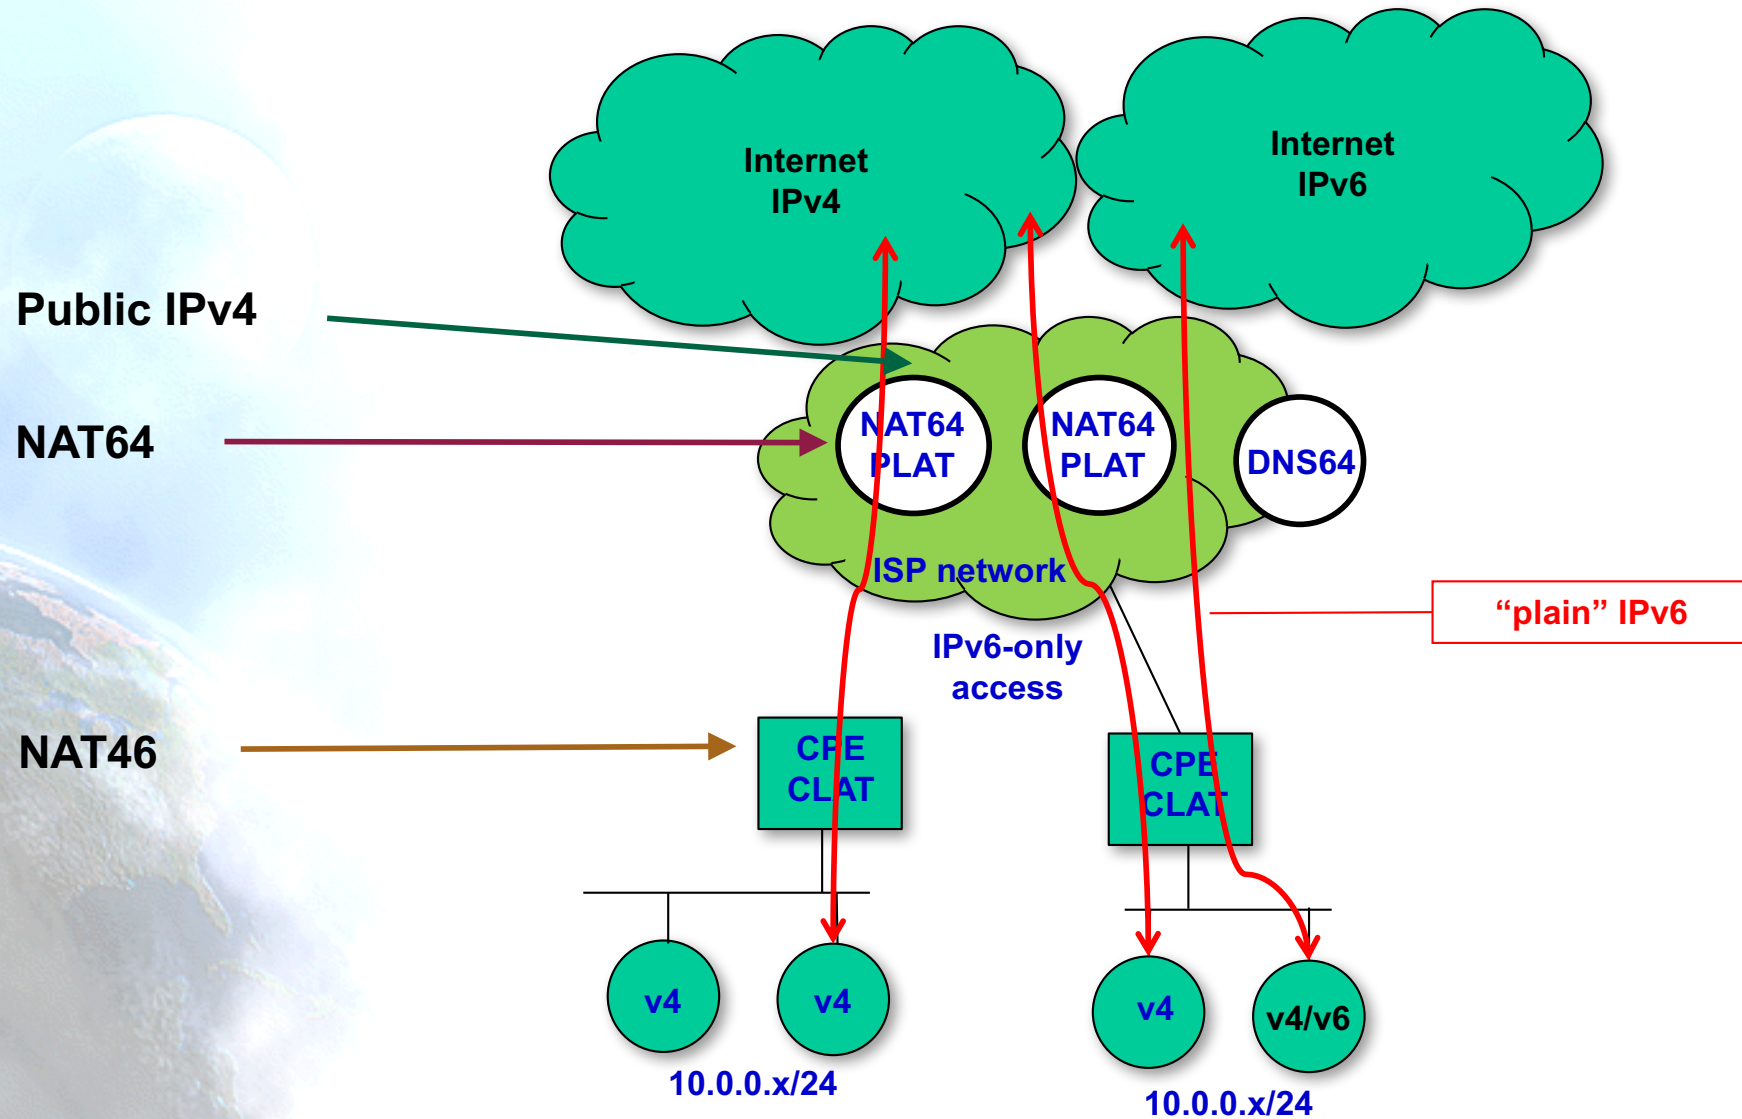 Internet
IPv4
Internet
IPv6
Public IPv4
NAT64
NAT64
PLAT
NAT64
PLAT
DNS64
ISP network
“plain” IPv6
IPv6-only
access
NAT46
CPE
CLAT
CPE
CLAT
v4
v4
v4
v4/v6
10.0.0.x/24
10.0.0.x/24